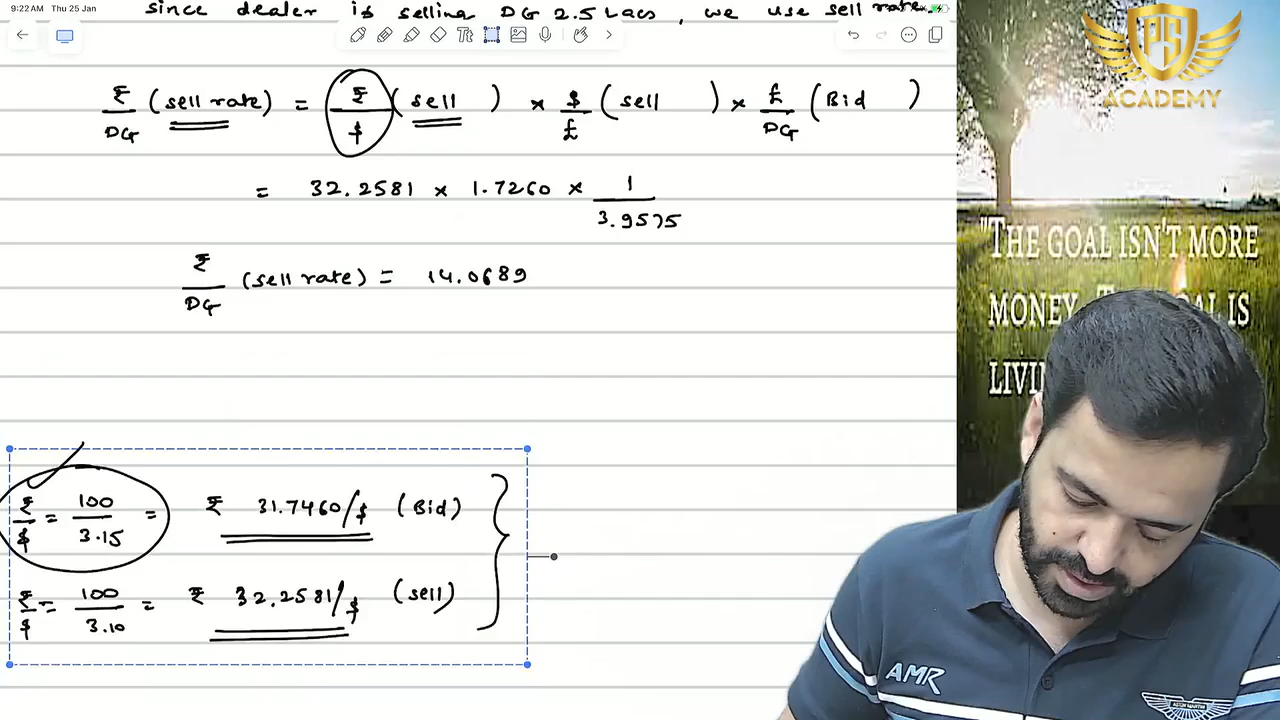 9:22 AM Thu 25 Jan
since dealer is selling DG 2.5 Lacs, we use sell rate.
₹/DG (sell rate) = ₹/$ (sell) × $/£ (sell) × £/DG (Bid)
= 32.2581 × 1.7260 × 1/3.9575
₹/DG (sell rate) = 14.0689
₹/$ = 100/3.15 = ₹ 31.7460/$ (Bid)
₹/$ = 100/3.10 = ₹ 32.2581/$ (sell)
PS
ACADEMY
"THE GOAL ISN'T MORE
MONEY. IS
AMR
ASTON MARTIN